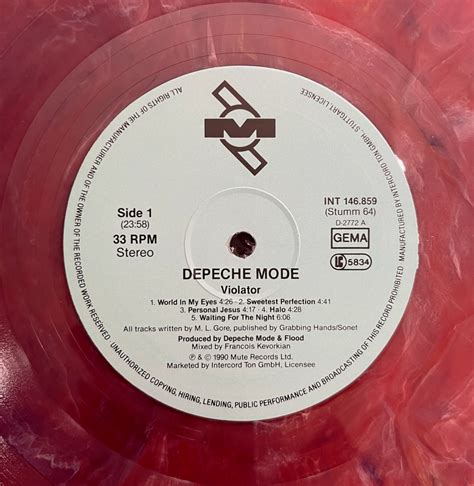 ALL RIGHTS OF THE MANUFACTURER AND OF THE OWNER OF THE RECORDED WORK RESERVED. UNAUTHORIZED COPYING, HIRING, LENDING, PUBLIC PERFORMANCE AND BROADCASTING OF THIS RECORD PROHIBITED
MANUFACTURED BY INTERCORD TON GMBH, STUTTGART LICENSEE
M
Side 1
(23:58)
33 RPM
Stereo
INT 146.859
(Stumm 64)
D-2772 A
GEMA
LC 5834
DEPECHE MODE
Violator
1. World In My Eyes 4:26 · 2. Sweetest Perfection 4:41
3. Personal Jesus 4:17 · 4. Halo 4:28
5. Waiting For The Night 6:06
All tracks written by M. L. Gore, published by Grabbing Hands/Sonet
Produced by Depeche Mode & Flood
Mixed by Francois Kevorkian
℗ & © 1990 Mute Records Ltd.
Marketed by Intercord Ton GmbH, Licensee